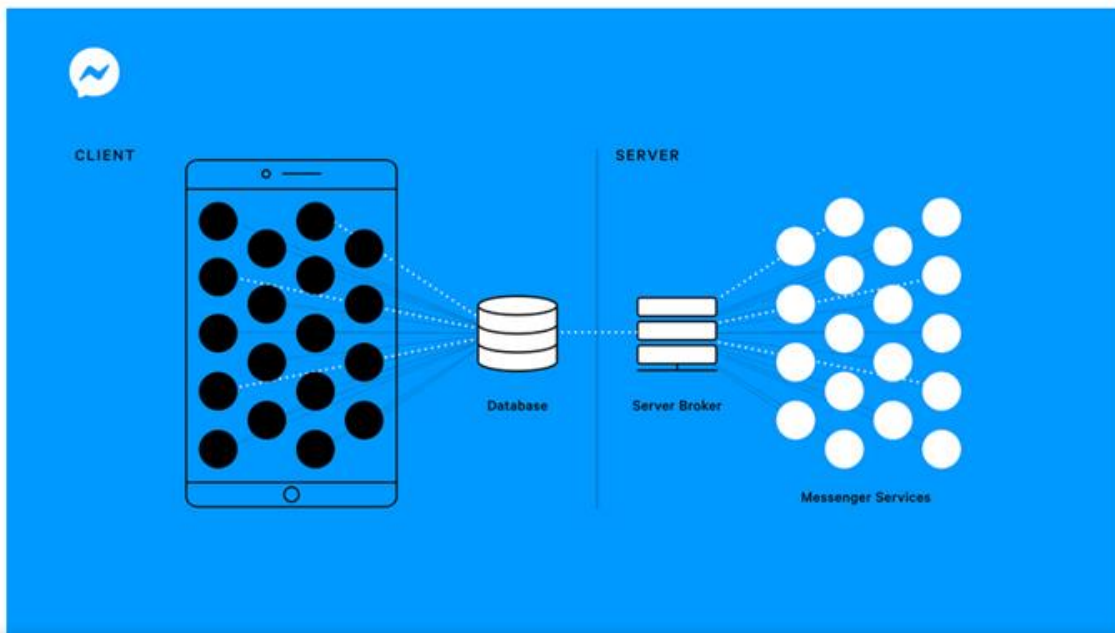 CLIENT
SERVER
Database
Server Broker
Messenger Services